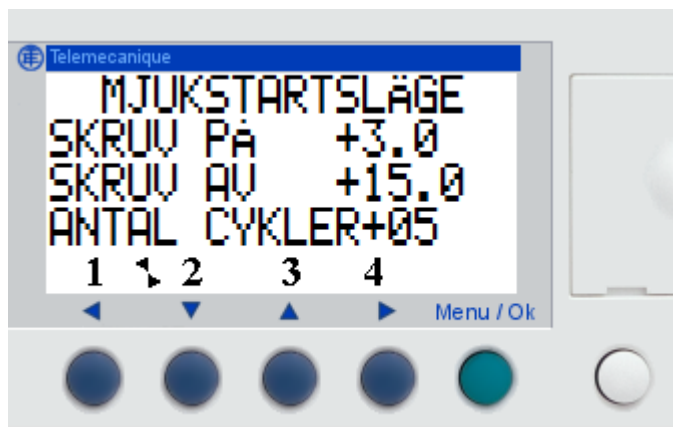 Telemecanique
MJUKSTARTSLÄGE
SKRUV PÅ +3.0
SKRUV AV +15.0
ANTAL CYKLER+05
1 2 3 4
Menu / Ok